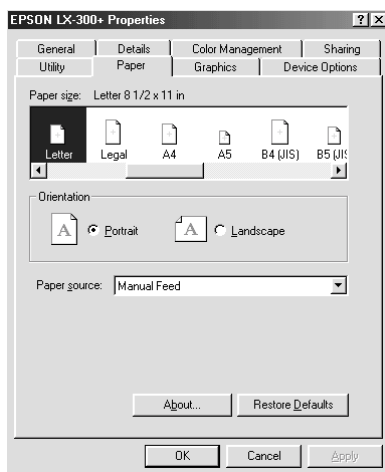 EPSON LX-300+ Properties
General Details Color Management Sharing
Utility Paper Graphics Device Options
Paper size: Letter 8 1/2 x 11 in
Letter Legal A4 A5 B4 (JIS) B5 (JIS
Orientation
A Portrait A Landscape
Paper source: Manual Feed
About... Restore Defaults
OK Cancel Apply